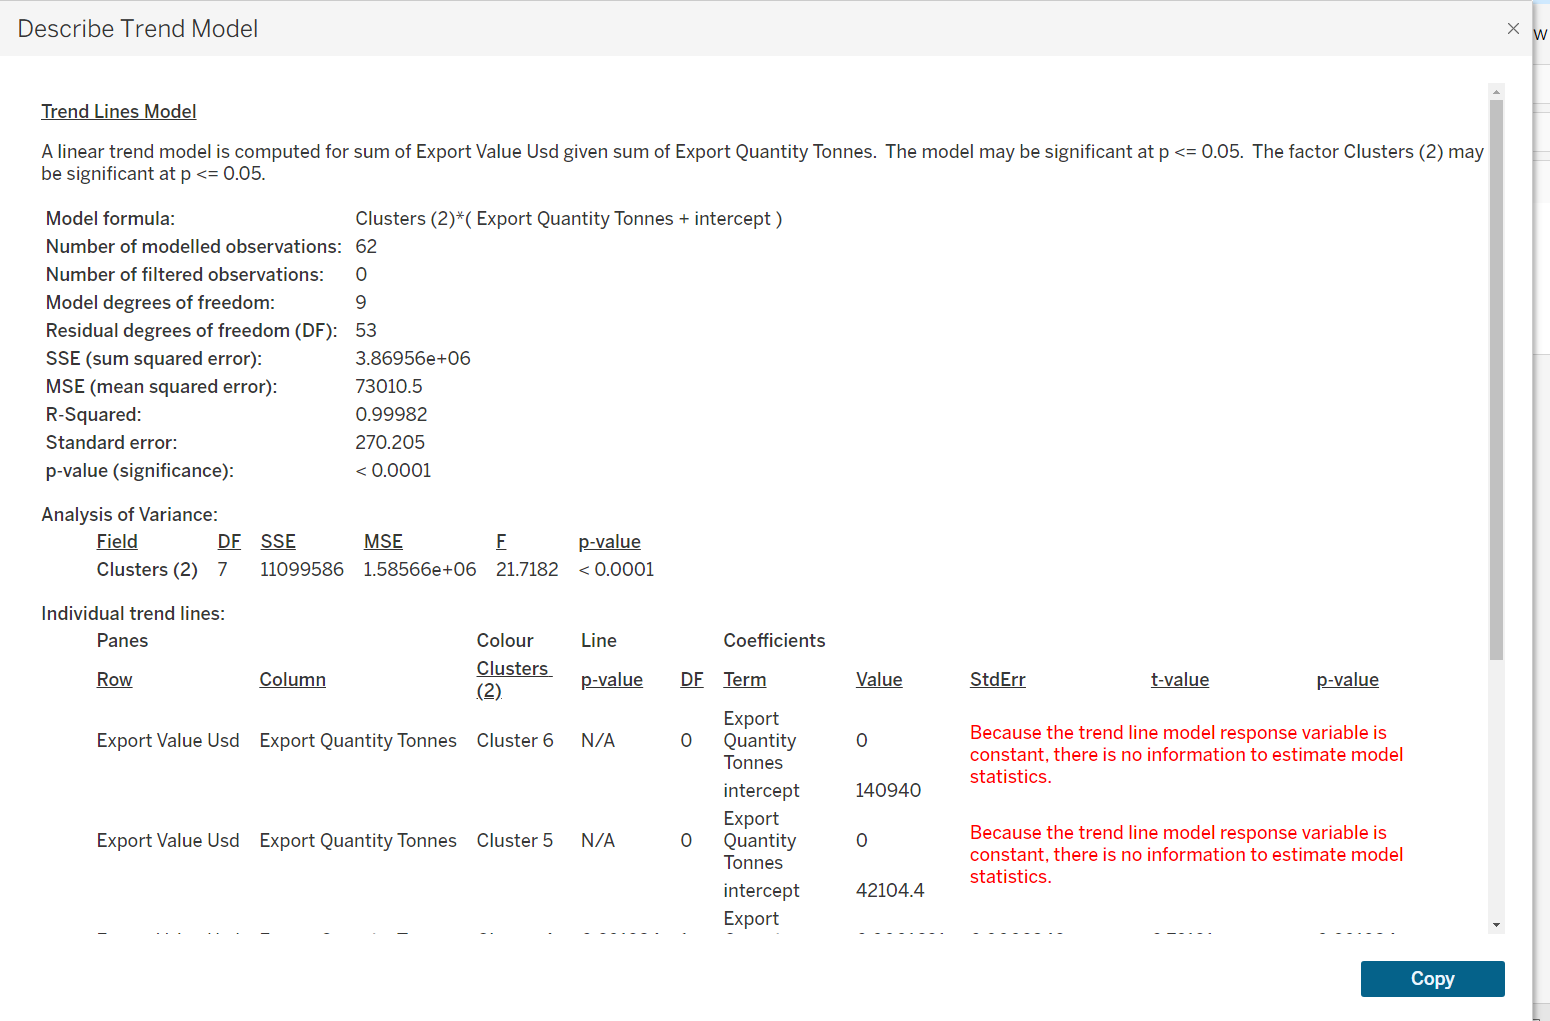 Describe Trend Model
W
Trend Lines Model
A linear trend model is computed for sum of Export Value Usd given sum of Export Quantity Tonnes.  The model may be significant at p <= 0.05.  The factor Clusters (2) may
be significant at p <= 0.05.
Model formula: Clusters (2)*( Export Quantity Tonnes + intercept )
Number of modelled observations: 62
Number of filtered observations: 0
Model degrees of freedom: 9
Residual degrees of freedom (DF): 53
SSE (sum squared error): 3.86956e+06
MSE (mean squared error): 73010.5
R-Squared: 0.99982
Standard error: 270.205
p-value (significance): < 0.0001
Analysis of Variance:
Field DF SSE MSE F p-value
Clusters (2) 7 11099586 1.58566e+06 21.7182 < 0.0001
Individual trend lines:
Panes Colour Line Coefficients
Row Column Clusters (2) p-value DF Term Value StdErr t-value p-value
Export Value Usd Export Quantity Tonnes Cluster 6 N/A 0 Export Quantity Tonnes 0 Because the trend line model response variable is constant, there is no information to estimate model statistics.
intercept 140940
Export Value Usd Export Quantity Tonnes Cluster 5 N/A 0 Export Quantity Tonnes 0 Because the trend line model response variable is constant, there is no information to estimate model statistics.
intercept 42104.4
Export
Copy